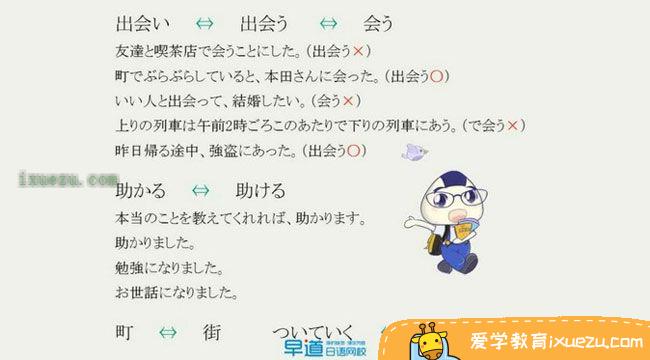 出会い ⇔ 出会う ⇔ 会う
友達と喫茶店で会うことにした。(出会う×)
町でぶらぶらしていると、本田さんに会った。(出会う○)
いい人と出会って、結婚したい。(会う×)
上りの列車は午前2時ごろこのあたりで下りの列車にあう。(で会う×)
昨日帰る途中、強盗にあった。(出会う○)
ixuezu.com
助かる ⇔ 助ける
本当のことを教えてくれれば、助かります。
助かりました。
勉強になりました。
お世話になりました。
町 ⇔ 街 ついていく
早道 日语网校
爱学教育ixuezu.com